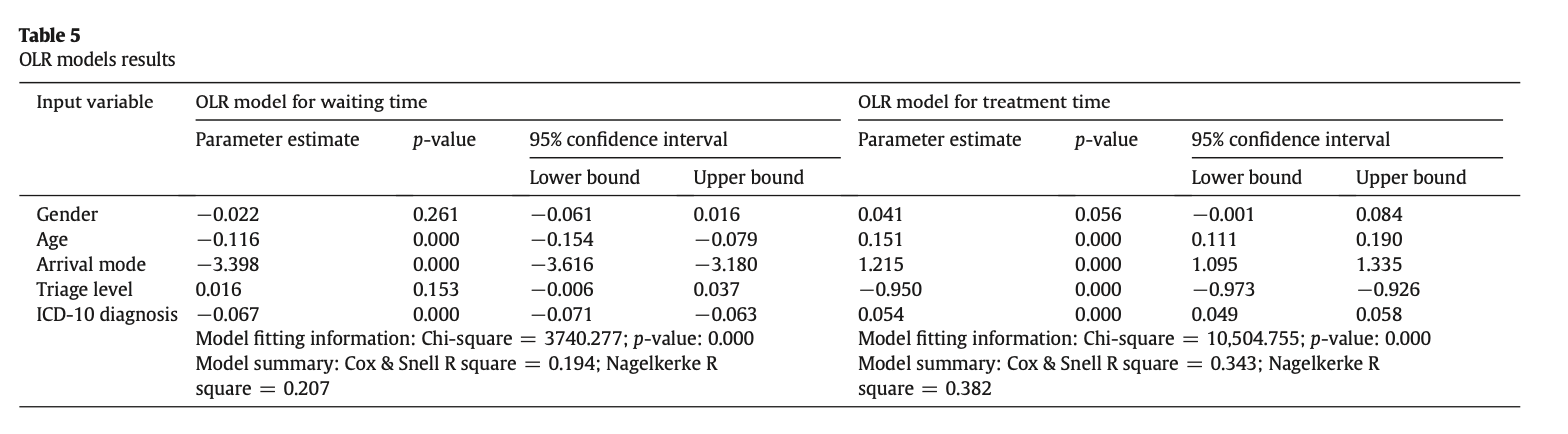 Table 5
OLR models results
Input variable OLR model for waiting time OLR model for treatment time
Parameter estimate p-value 95% confidence interval Parameter estimate p-value 95% confidence interval
Lower bound Upper bound Lower bound Upper bound
Gender −0.022 0.261 −0.061 0.016 0.041 0.056 −0.001 0.084
Age −0.116 0.000 −0.154 −0.079 0.151 0.000 0.111 0.190
Arrival mode −3.398 0.000 −3.616 −3.180 1.215 0.000 1.095 1.335
Triage level 0.016 0.153 −0.006 0.037 −0.950 0.000 −0.973 −0.926
ICD-10 diagnosis −0.067 0.000 −0.071 −0.063 0.054 0.000 0.049 0.058
Model fitting information: Chi-square = 3740.277; p-value: 0.000 Model fitting information: Chi-square = 10,504.755; p-value: 0.000
Model summary: Cox & Snell R square = 0.194; Nagelkerke R Model summary: Cox & Snell R square = 0.343; Nagelkerke R
square = 0.207 square = 0.382